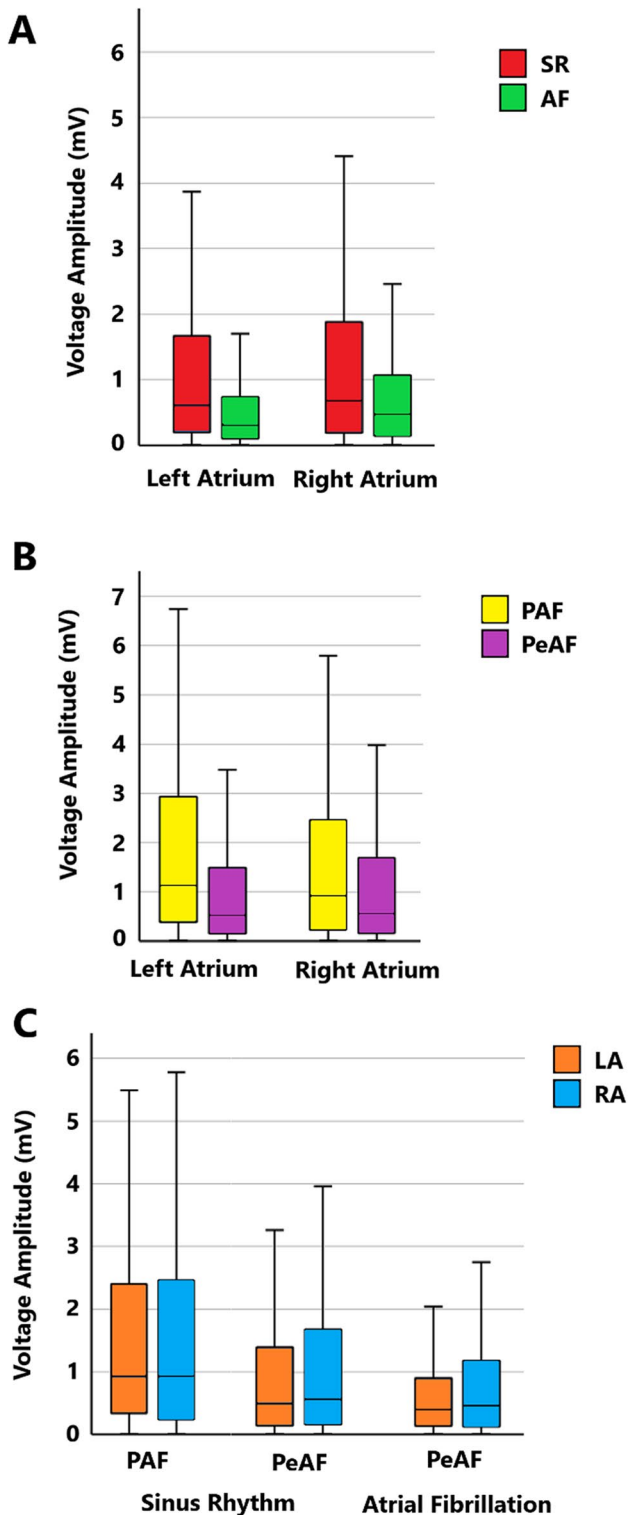 A
Voltage Amplitude (mV)
6
5
4
3
2
1
0
SR
AF
Left Atrium Right Atrium
B
Voltage Amplitude (mV)
7
6
5
4
3
2
1
0
PAF
PeAF
Left Atrium Right Atrium
C
Voltage Amplitude (mV)
6
5
4
3
2
1
0
LA
RA
PAF PeAF PeAF
Sinus Rhythm Atrial Fibrillation